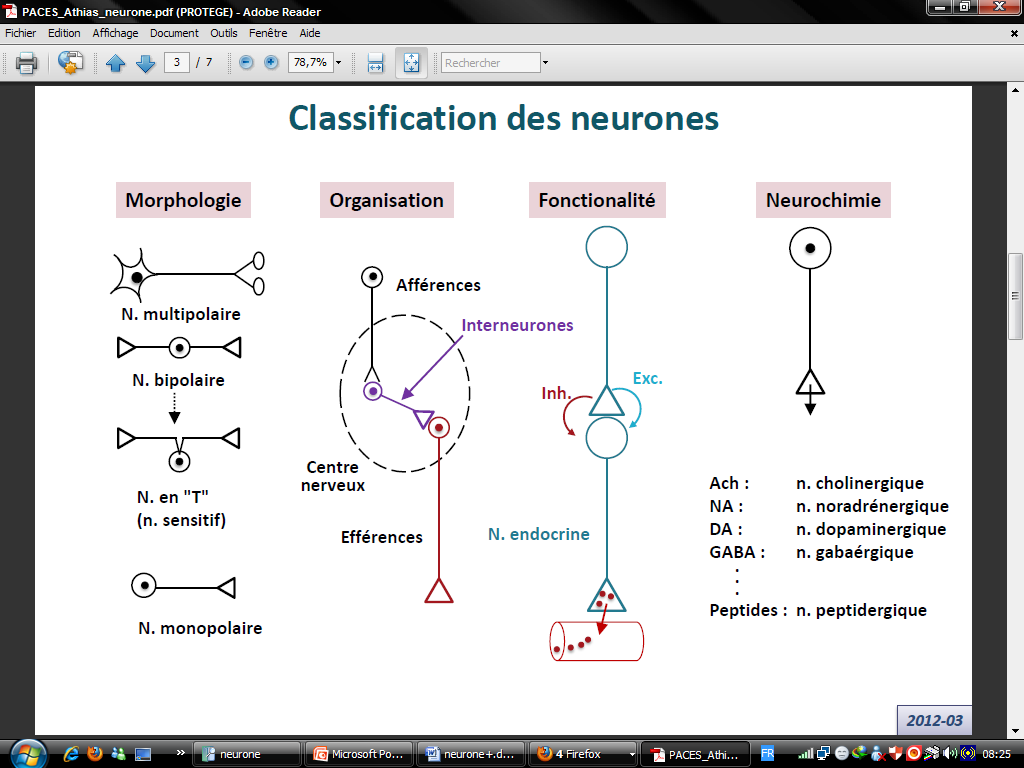 PACES_Athias_neurone.pdf (PROTEGE) - Adobe Reader
Fichier Edition Affichage Document Outils Fenêtre Aide
3 / 7 78,7% Rechercher
Classification des neurones
Morphologie
N. multipolaire
N. bipolaire
N. en "T"
(n. sensitif)
N. monopolaire
Organisation
Afférences
Interneurones
Centre
nerveux
Efférences
Fonctionalité
Inh.
Exc.
N. endocrine
Neurochimie
Ach : n. cholinergique
NA : n. noradrénergique
DA : n. dopaminergique
GABA : n. gabaérgique
Peptides : n. peptidergique
2012-03
neurone Microsoft Po... neurone+.d... 4 Firefox PACES_Athi... FR 08:25